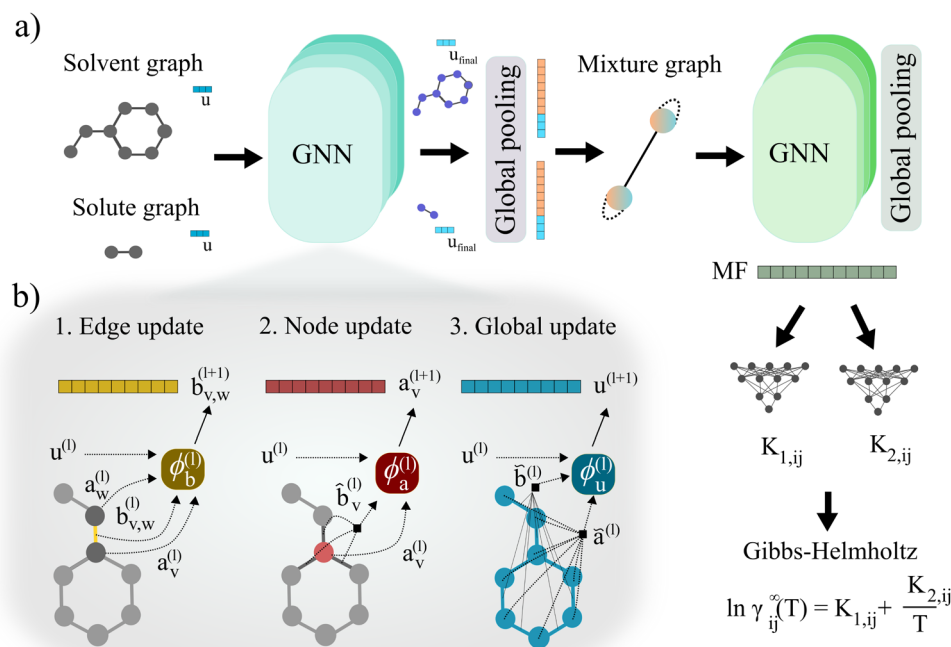 a)
Solvent graph
u
GNN
u_final
Global pooling
Mixture graph
GNN
Global pooling
Solute graph
u
u_final
MF
K_1,ij
K_2,ij
Gibbs-Helmholtz
ln γ_ij^∞(T) = K_1,ij + K_2,ij / T
b)
1. Edge update
b_v,w^(l+1)
u^(l)
ϕ_b^(l)
a_w^(l)
b_v,w^(l)
a_v^(l)
2. Node update
a_v^(l+1)
u^(l)
ϕ_a^(l)
b̂_v^(l)
a_v^(l)
3. Global update
u^(l+1)
u^(l)
ϕ_u^(l)
b̃^(l)
ã^(l)